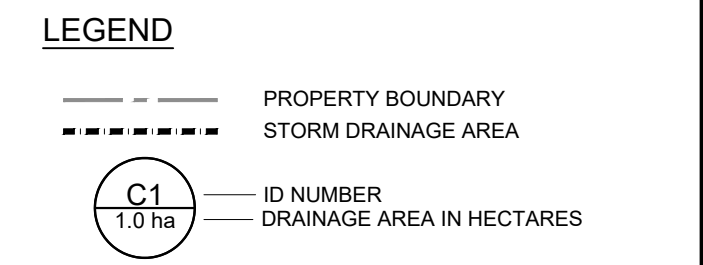 LEGEND
PROPERTY BOUNDARY
STORM DRAINAGE AREA
C1
ID NUMBER
1.0 ha
DRAINAGE AREA IN HECTARES